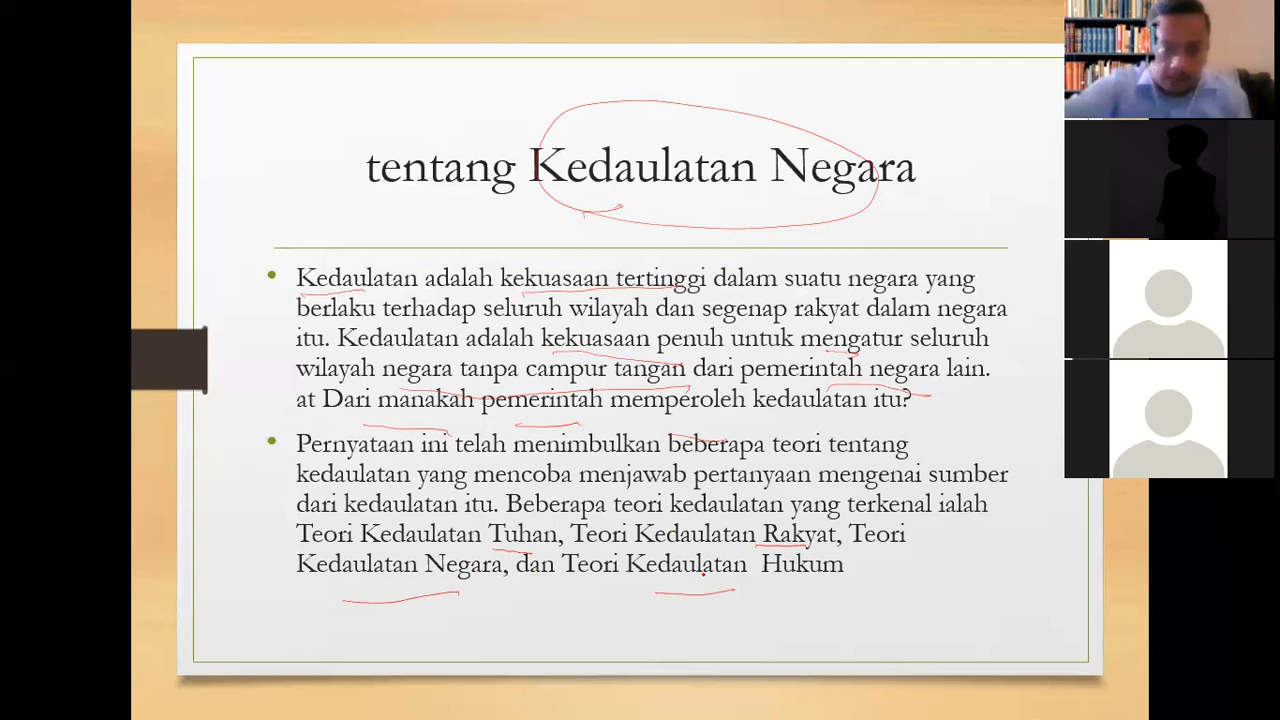 tentang Kedaulatan Negara
• Kedaulatan adalah kekuasaan tertinggi dalam suatu negara yang
berlaku terhadap seluruh wilayah dan segenap rakyat dalam negara
itu. Kedaulatan adalah kekuasaan penuh untuk mengatur seluruh
wilayah negara tanpa campur tangan dari pemerintah negara lain.
at Dari manakah pemerintah memperoleh kedaulatan itu?
• Pernyataan ini telah menimbulkan beberapa teori tentang
kedaulatan yang mencoba menjawab pertanyaan mengenai sumber
dari kedaulatan itu. Beberapa teori kedaulatan yang terkenal ialah
Teori Kedaulatan Tuhan, Teori Kedaulatan Rakyat, Teori
Kedaulatan Negara, dan Teori Kedaulatan Hukum